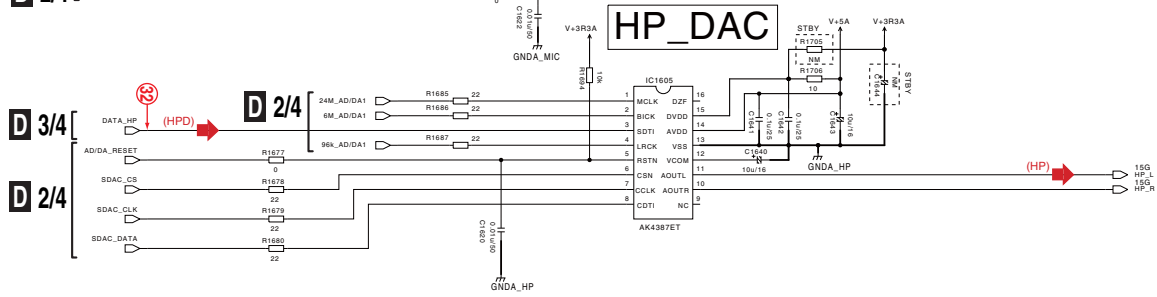 D 2/4
0.01u/50
C1622
GNDA_MIC
V+3R3A
HP_DAC
STBY
V+5A
V+3R3A
R1705
NM
R1706
10
NM
C1644
STBY
R1694
10k
IC1605
D 2/4
24M_AD/DA1
R1685
22
1
MCLK
DZF
16
6M_AD/DA1
R1686
22
2
BICK
DVDD
15
32
D 3/4
DATA_HP
(HPD)
3
SDTI
AVDD
14
C1641
0.1u/25
C1642
0.1u/25
C1643
10u/16
96k_AD/DA1
R1687
22
4
LRCK
VSS
13
AD/DA_RESET
R1677
0
5
RSTN
VCOM
12
C1640
10u/16
GNDA_HP
D 2/4
SDAC_CS
R1678
22
6
CSN
AOUTL
11
(HP)
15G
HP_L
SDAC_CLK
R1679
22
7
CCLK
AOUTR
10
15G
HP_R
SDAC_DATA
R1680
22
8
CDTI
NC
9
AK4387ET
C1620
0.01u/50
GNDA_HP